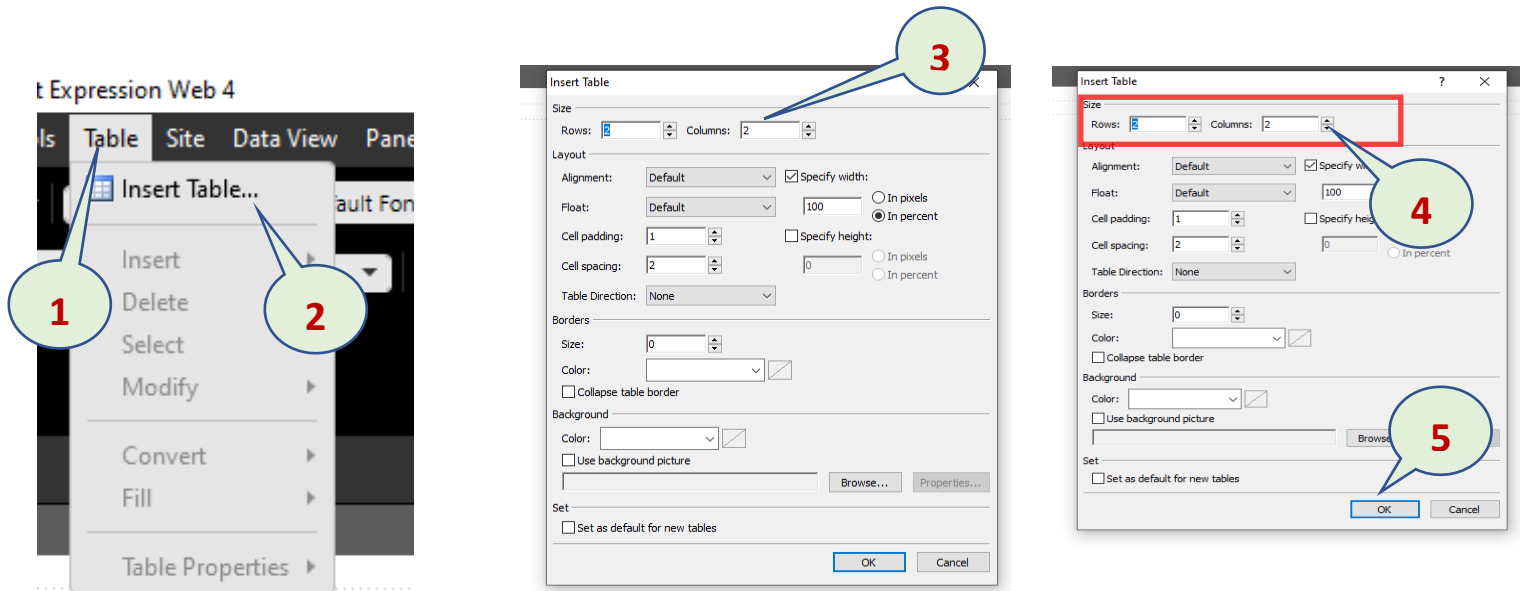 t Expression Web 4
ls Table Site Data View Pane
Insert Table...
ault Fon
Insert
Delete
Select
Modify
Convert
Fill
Table Properties
1
2
3
Insert Table
Size
Rows: 2 Columns: 2
Layout
Alignment: Default Specify width:
Float: Default 100 In pixels
In percent
Cell padding: 1 Specify height:
Cell spacing: 2 0 In pixels
In percent
Table Direction: None
Borders
Size: 0
Color:
Collapse table border
Background
Color:
Use background picture
Browse... Properties...
Set
Set as default for new tables
OK Cancel
Insert Table ?
Size
Rows: 2 Columns: 2
Layout
Alignment: Default Specify wi
Float: Default 100
Cell padding: 1 Specify heig
Cell spacing: 2 0
In percent
Table Direction: None
4
Borders
Size: 0
Color:
Collapse table border
Background
Color:
Use background picture
Browse
5
Set
Set as default for new tables
OK Cancel